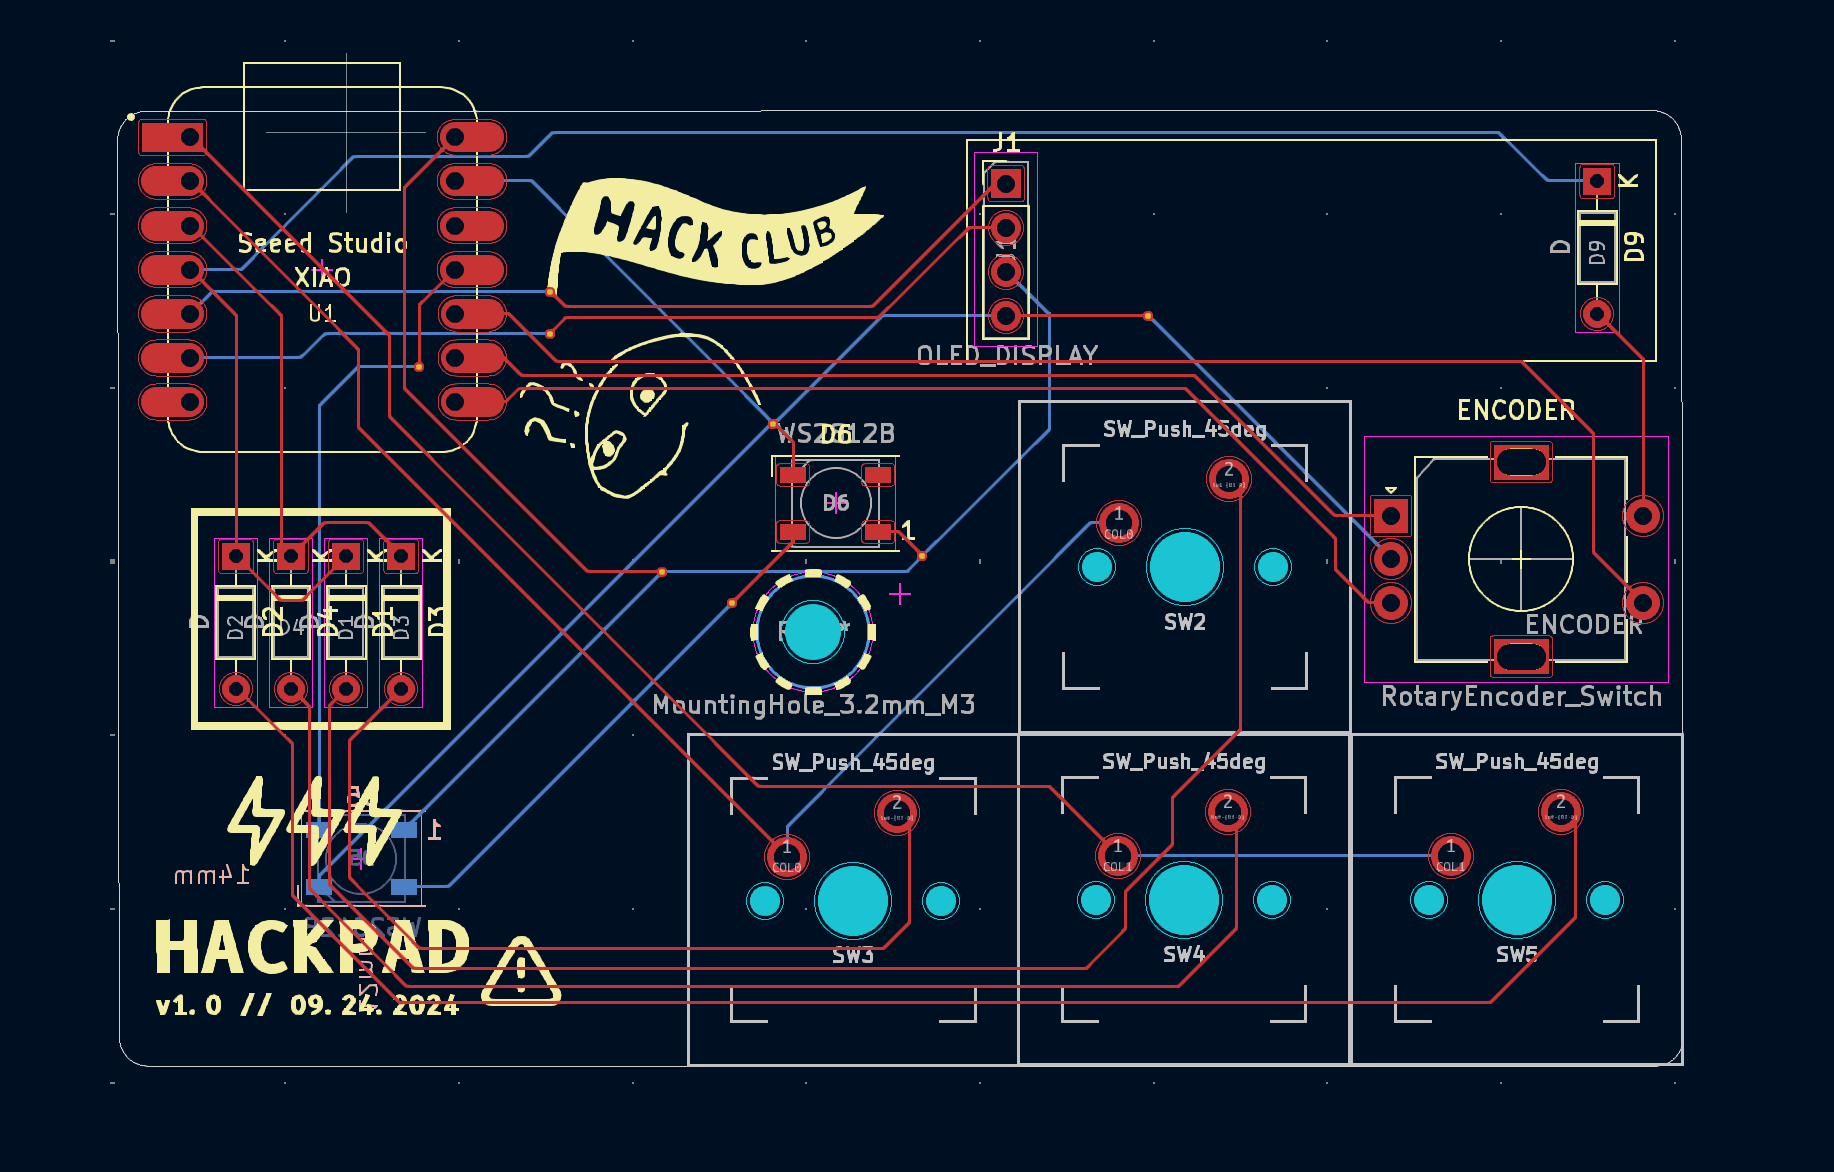 J1
K
HACK CLUB
Seeed Studio
XIAO
U1
D
D9
D9
OLED_DISPLAY
??
WS2812B
D6
D6
1
ENCODER
SW_Push_45deg
2
1
COL0
SW2
ENCODER
RotaryEncoder_Switch
K
K
K
K
D
D2
D2
D
D4
D4
D
D1
D1
D
D3
D3
MountingHole_3.2mm_M3
SW_Push_45deg
SW_Push_45deg
SW_Push_45deg
2
2
2
1
COL0
1
COL1
1
COL1
1
14mm
HACKPAD
SW3
SW4
SW5
v1.0 // 09.24.2024